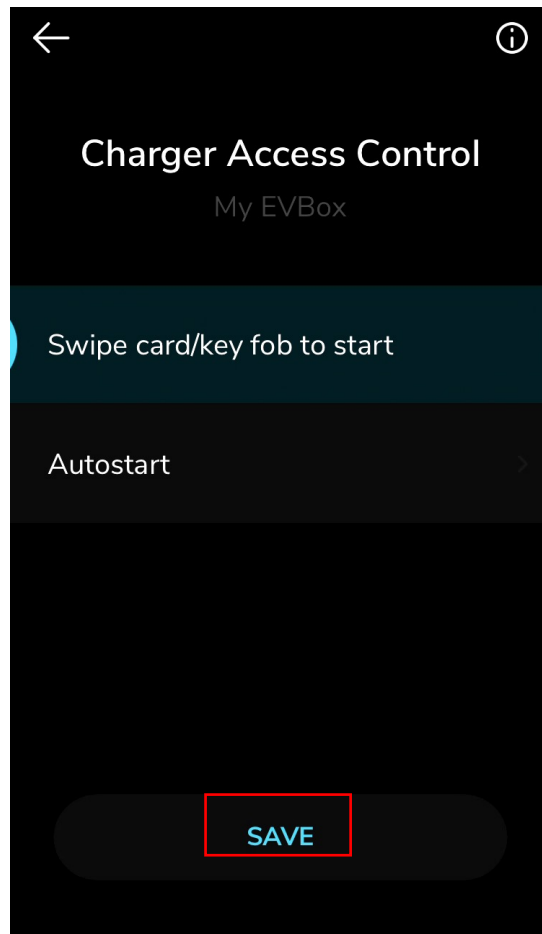 Charger Access Control
My EVBox
Swipe card/key fob to start
Autostart
SAVE